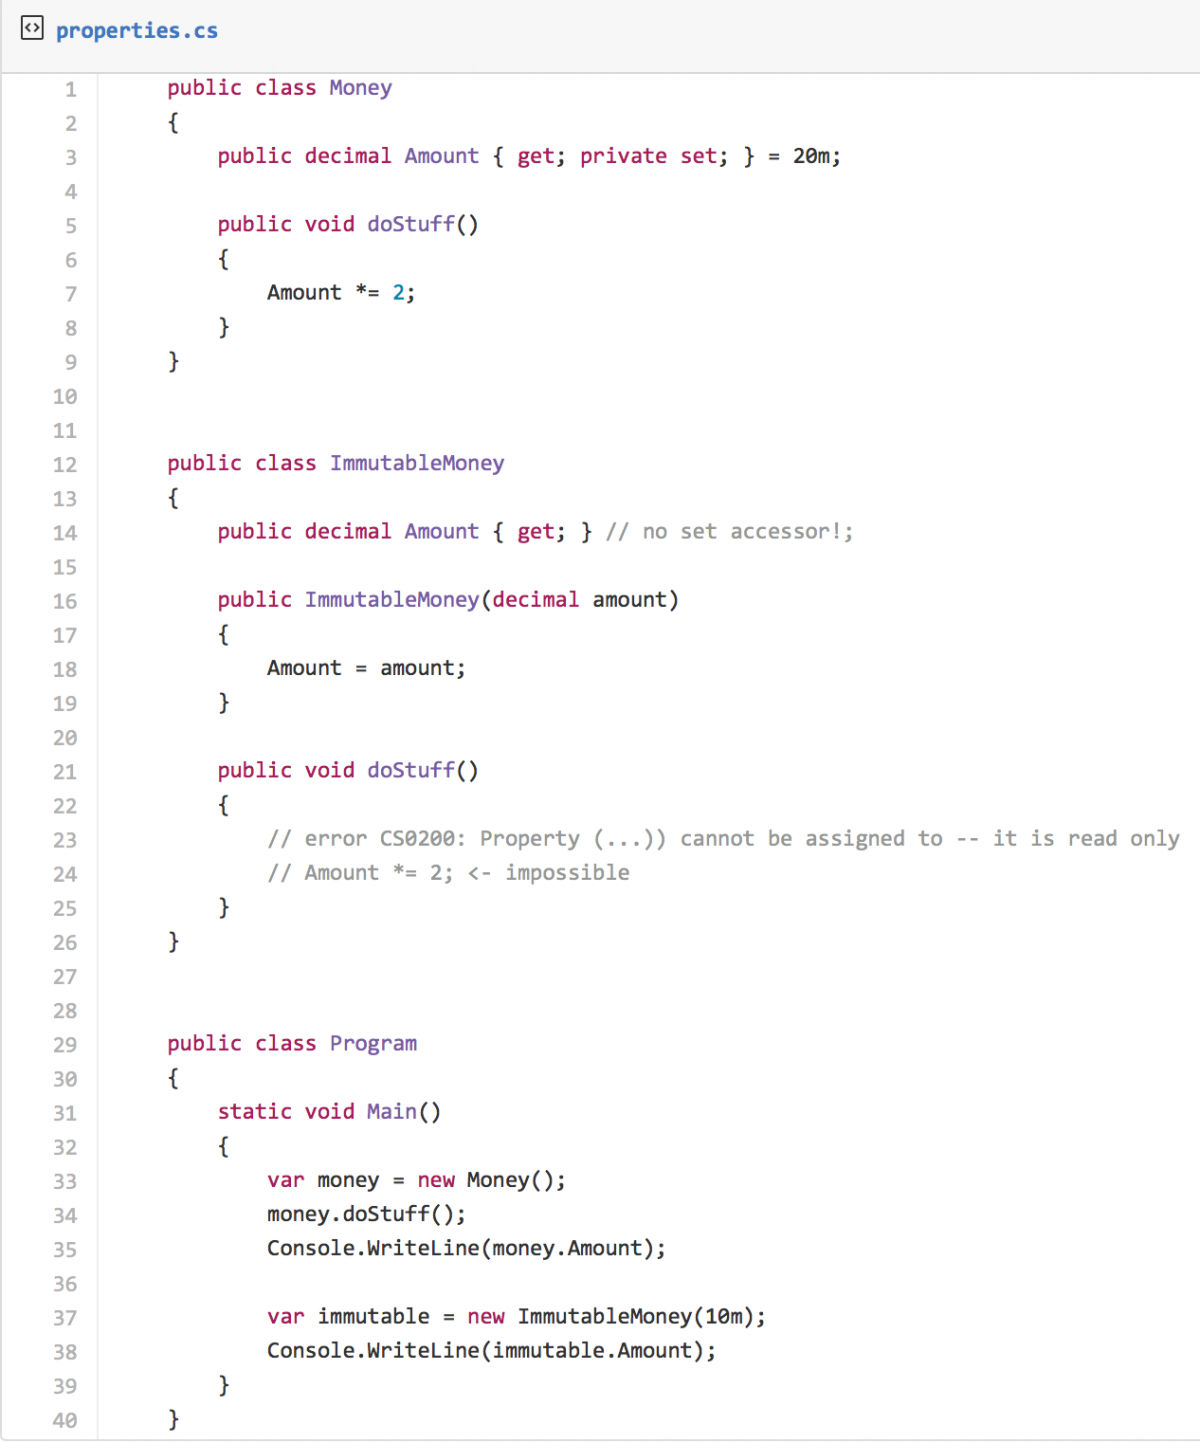 properties.cs
1 public class Money
2 {
3 public decimal Amount { get; private set; } = 20m;
4
5 public void doStuff()
6 {
7 Amount *= 2;
8 }
9 }
10
11
12 public class ImmutableMoney
13 {
14 public decimal Amount { get; } // no set accessor!;
15
16 public ImmutableMoney(decimal amount)
17 {
18 Amount = amount;
19 }
20
21 public void doStuff()
22 {
23 // error CS0200: Property (...)) cannot be assigned to -- it is read only
24 // Amount *= 2; <- impossible
25 }
26 }
27
28
29 public class Program
30 {
31 static void Main()
32 {
33 var money = new Money();
34 money.doStuff();
35 Console.WriteLine(money.Amount);
36
37 var immutable = new ImmutableMoney(10m);
38 Console.WriteLine(immutable.Amount);
39 }
40 }